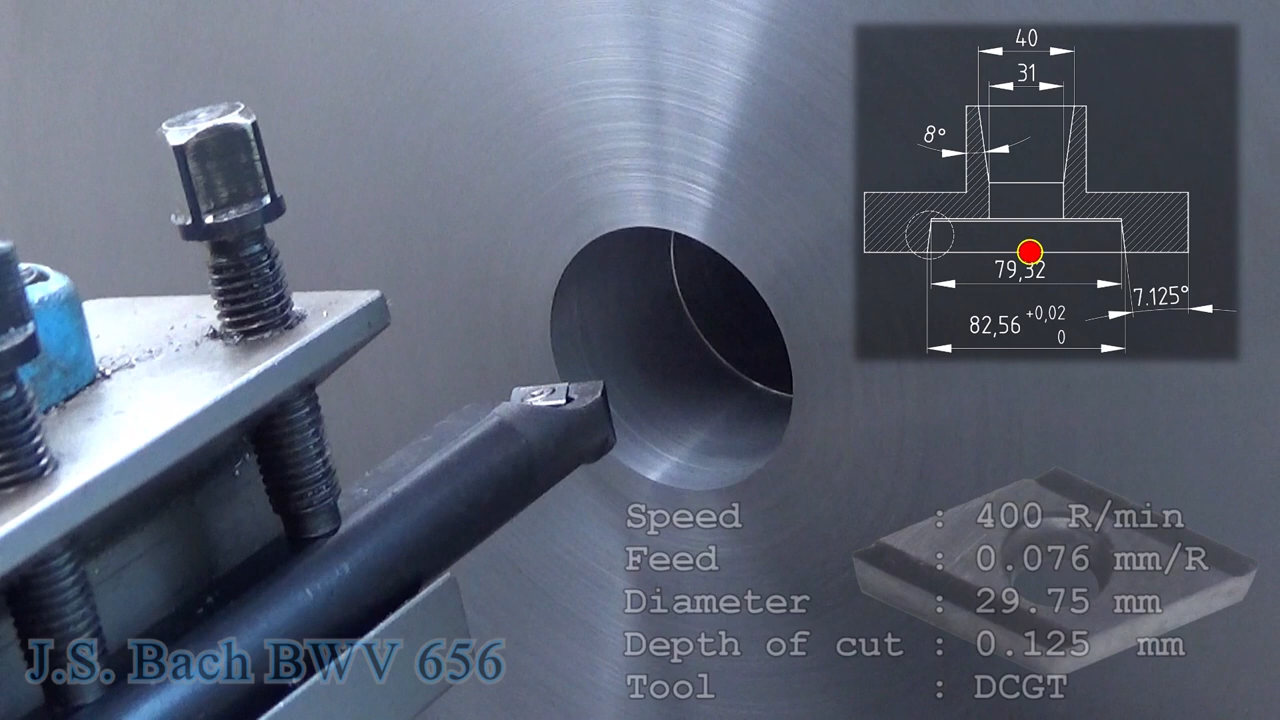 40
31
8°
79,32
7.125°
82,56 +0,02
0
Speed : 400 R/min
Feed : 0.076 mm/R
Diameter : 29.75 mm
Depth of cut : 0.125 mm
Tool : DCGT
J.S. Bach BWV 656